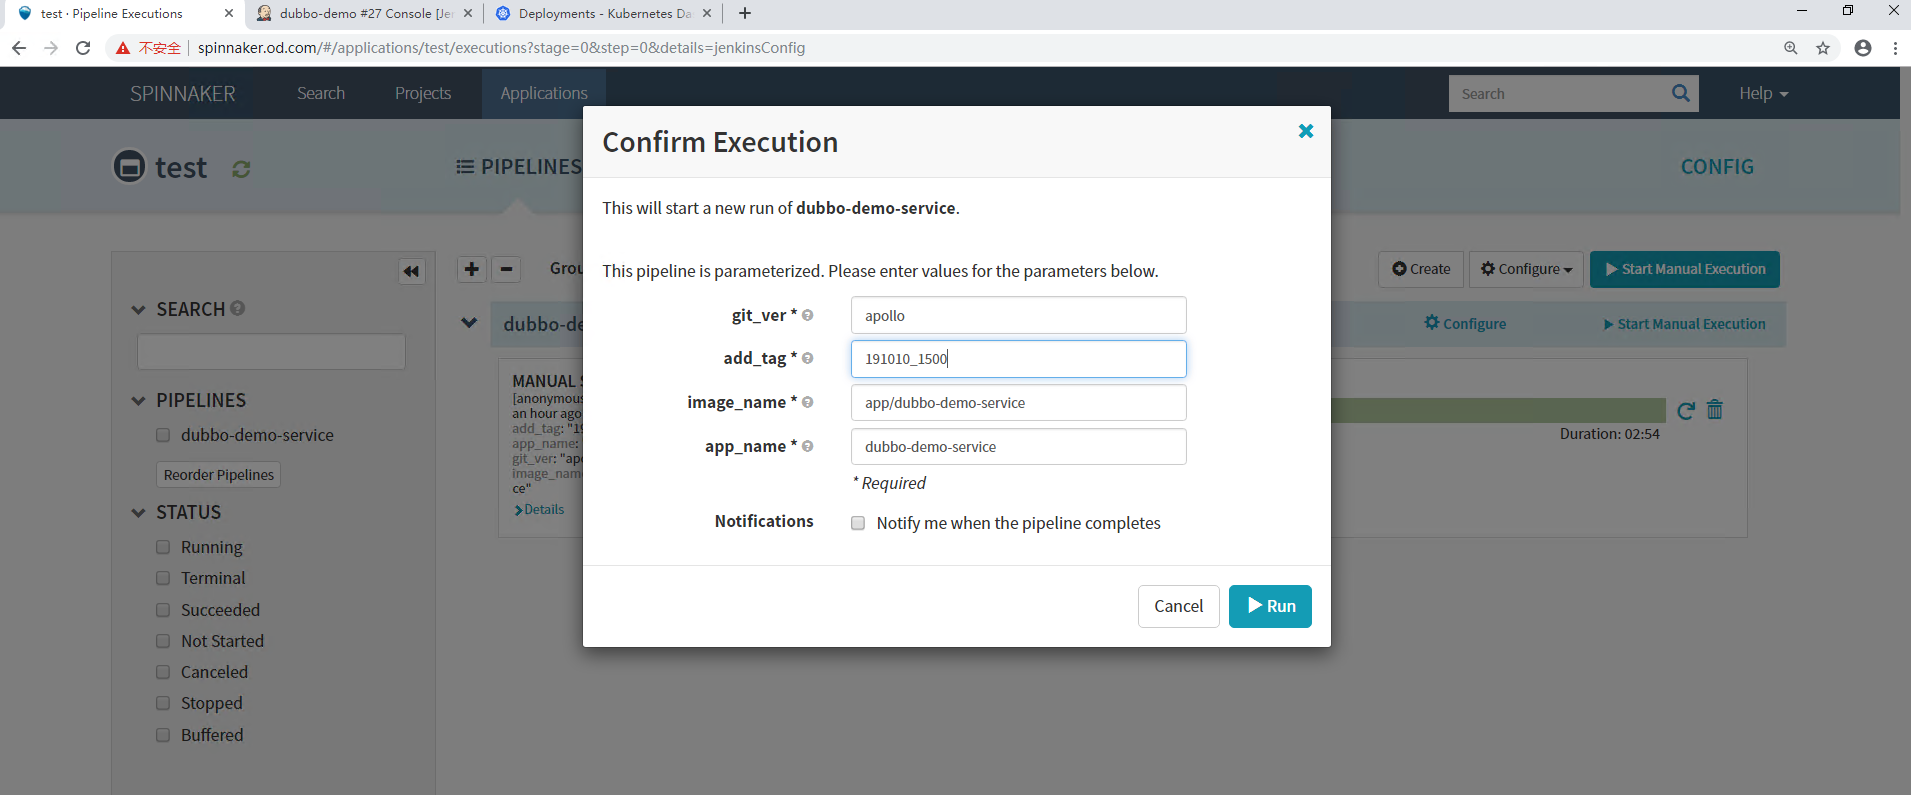 test · Pipeline Executions
dubbo-demo #27 Console [Je
Deployments - Kubernetes Da
不安全
spinnaker.od.com/#/applications/test/executions?stage=0&step=0&details=jenkinsConfig
SPINNAKER
Search
Projects
Applications
Search
Help
test
PIPELINES
CONFIG
Confirm Execution
This will start a new run of dubbo-demo-service.
This pipeline is parameterized. Please enter values for the parameters below.
git_ver *
apollo
add_tag *
191010_1500
image_name *
app/dubbo-demo-service
app_name *
dubbo-demo-service
* Required
Notifications
Notify me when the pipeline completes
Cancel
Run
SEARCH
PIPELINES
dubbo-demo-service
Reorder Pipelines
STATUS
Running
Terminal
Succeeded
Not Started
Canceled
Stopped
Buffered
Grou
Create
Configure
Start Manual Execution
dubbo-de
Configure
Start Manual Execution
MANUAL S
[anonymous
an hour ago
add_tag: "19
app_name:
git_ver: "apo
image_name
ce"
Details
Duration: 02:54